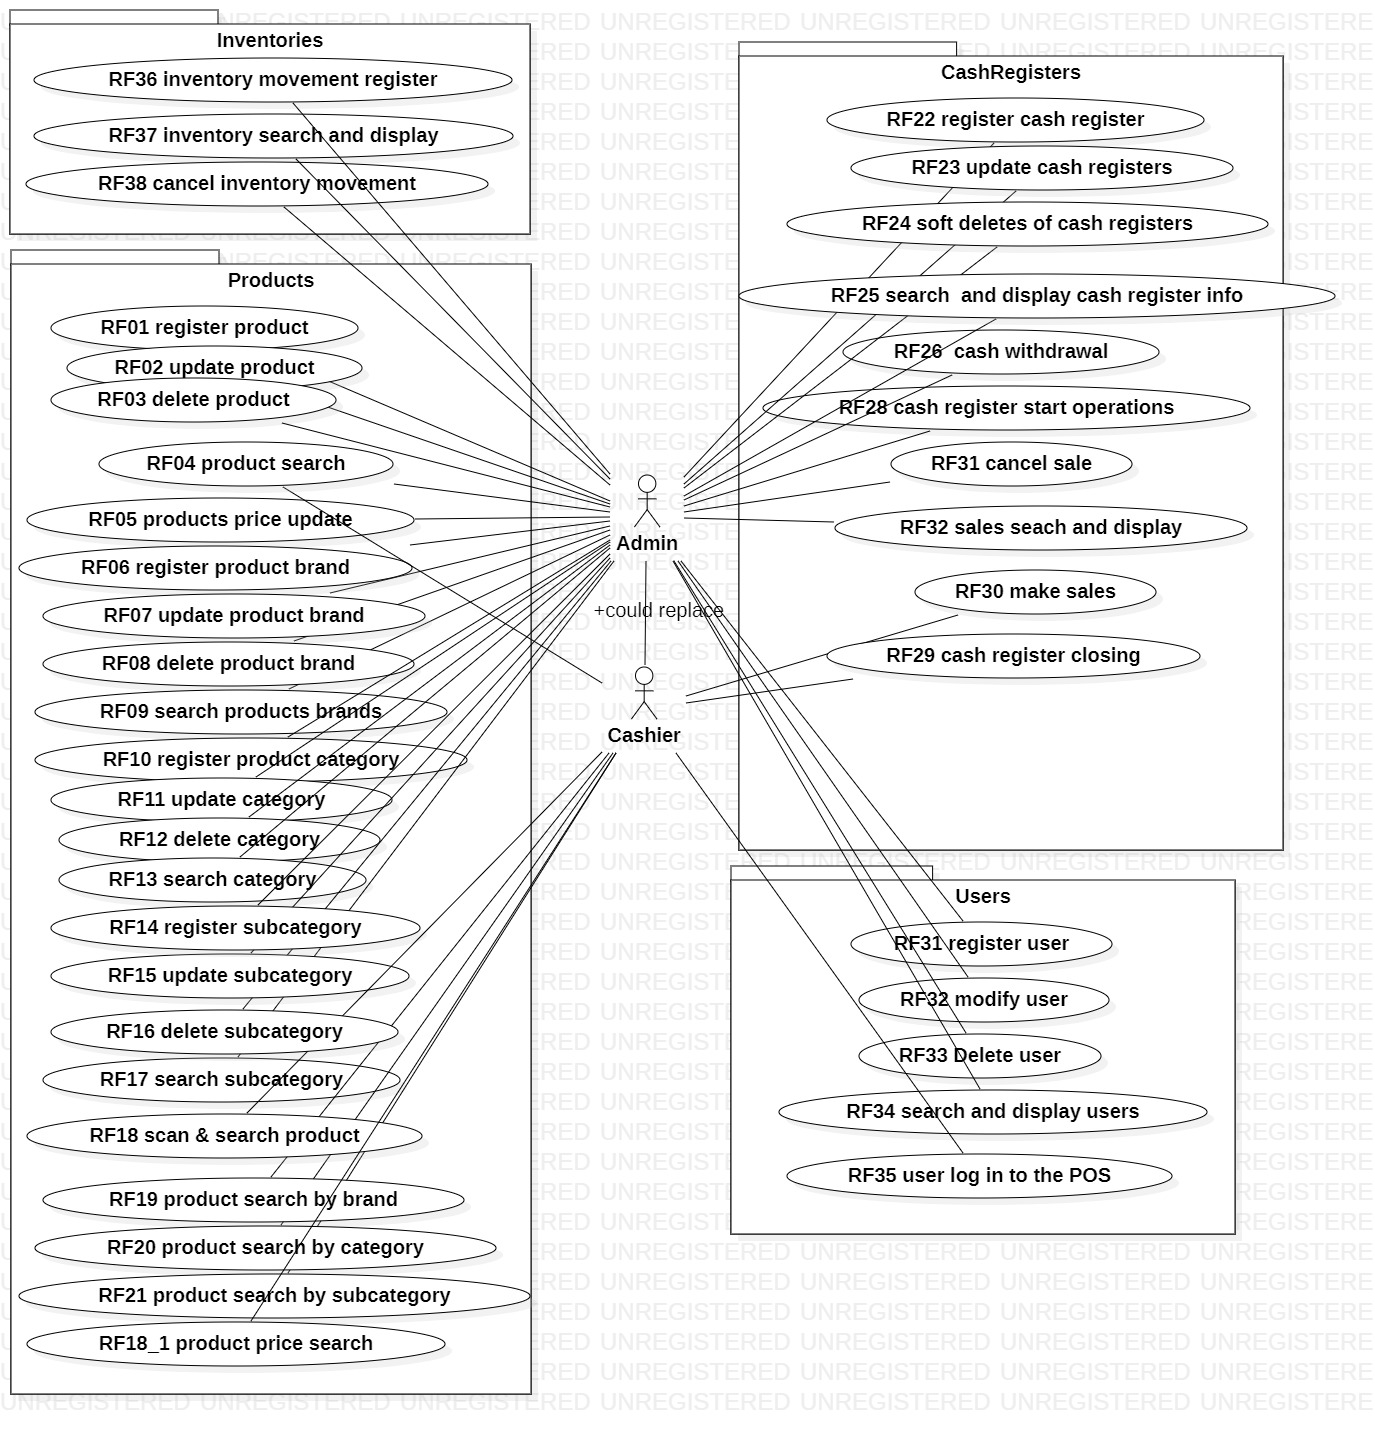 Inventories
RF36 inventory movement register
RF37 inventory search and display
RF38 cancel inventory movement
Products
RF01 register product
RF02 update product
RF03 delete product
RF04 product search
RF05 products price update
RF06 register product brand
RF07 update product brand
RF08 delete product brand
RF09 search products brands
RF10 register product category
RF11 update category
RF12 delete category
RF13 search category
RF14 register subcategory
RF15 update subcategory
RF16 delete subcategory
RF17 search subcategory
RF18 scan & search product
RF19 product search by brand
RF20 product search by category
RF21 product search by subcategory
RF18_1 product price search
Admin
+could replace
Cashier
CashRegisters
RF22 register cash register
RF23 update cash registers
RF24 soft deletes of cash registers
RF25 search  and display cash register info
RF26  cash withdrawal
RF28 cash register start operations
RF31 cancel sale
RF32 sales seach and display
RF30 make sales
RF29 cash register closing
Users
RF31 register user
RF32 modify user
RF33 Delete user
RF34 search and display users
RF35 user log in to the POS
UNREGISTERED